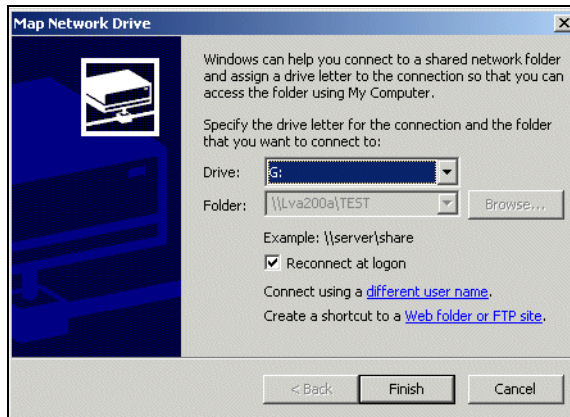 Map Network Drive
Windows can help you connect to a shared network folder
and assign a drive letter to the connection so that you can
access the folder using My Computer.
Specify the drive letter for the connection and the folder
that you want to connect to:
Drive: G:
Folder: \\Lva200a\TEST Browse...
Example: \\server\share
Reconnect at logon
Connect using a different user name.
Create a shortcut to a Web folder or FTP site.
< Back Finish Cancel